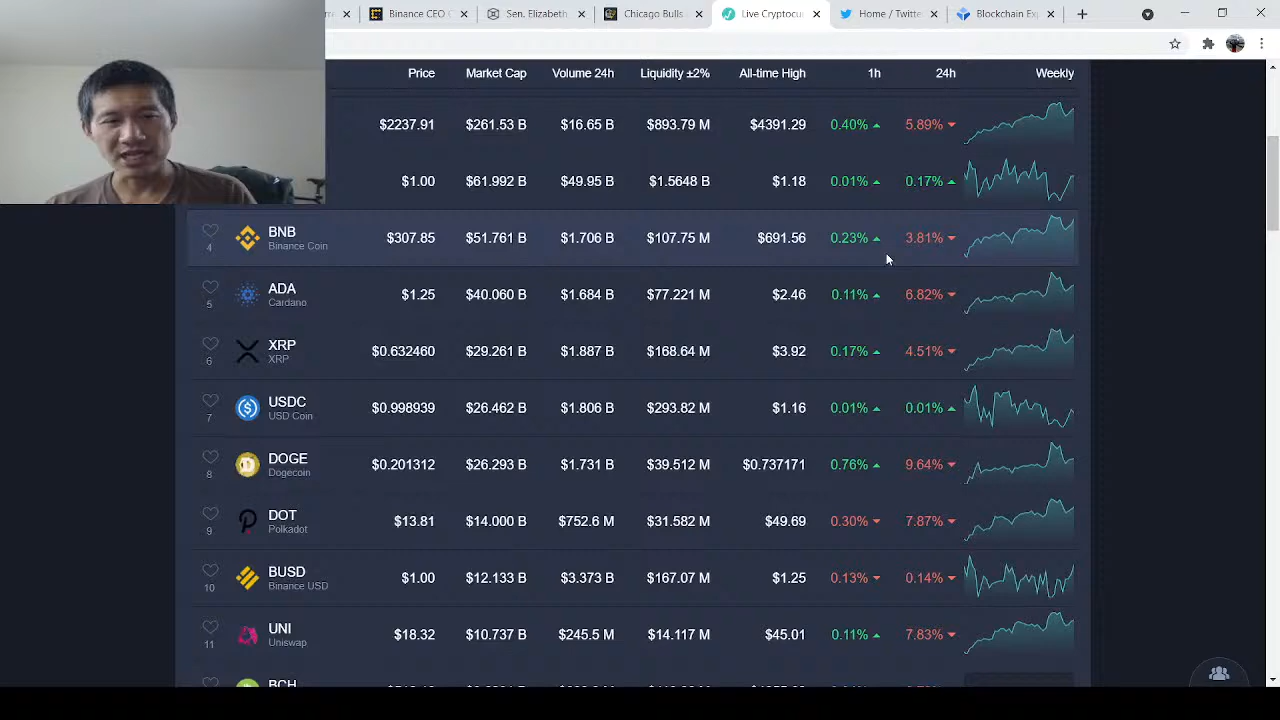 Binance CEO
Sen. Elizabeth
Chicago Bulls
Live Cryptocur
Home / Twitte
Blockchain Exp
Price Market Cap Volume 24h Liquidity ±2% All-time High 1h 24h Weekly
$2237.91 $261.53 B $16.65 B $893.79 M $4391.29 0.40% 5.89%
$1.00 $61.992 B $49.95 B $1.5648 B $1.18 0.01% 0.17%
4 BNB $307.85 $51.761 B $1.706 B $107.75 M $691.56 0.23% 3.81%
Binance Coin
5 ADA $1.25 $40.060 B $1.684 B $77.221 M $2.46 0.11% 6.82%
Cardano
6 XRP $0.632460 $29.261 B $1.887 B $168.64 M $3.92 0.17% 4.51%
XRP
7 USDC $0.998939 $26.462 B $1.806 B $293.82 M $1.16 0.01% 0.01%
USD Coin
8 DOGE $0.201312 $26.293 B $1.731 B $39.512 M $0.737171 0.76% 9.64%
Dogecoin
9 DOT $13.81 $14.000 B $752.6 M $31.582 M $49.69 0.30% 7.87%
Polkadot
10 BUSD $1.00 $12.133 B $3.373 B $167.07 M $1.25 0.13% 0.14%
Binance USD
11 UNI $18.32 $10.737 B $245.5 M $14.117 M $45.01 0.11% 7.83%
Uniswap
BCH